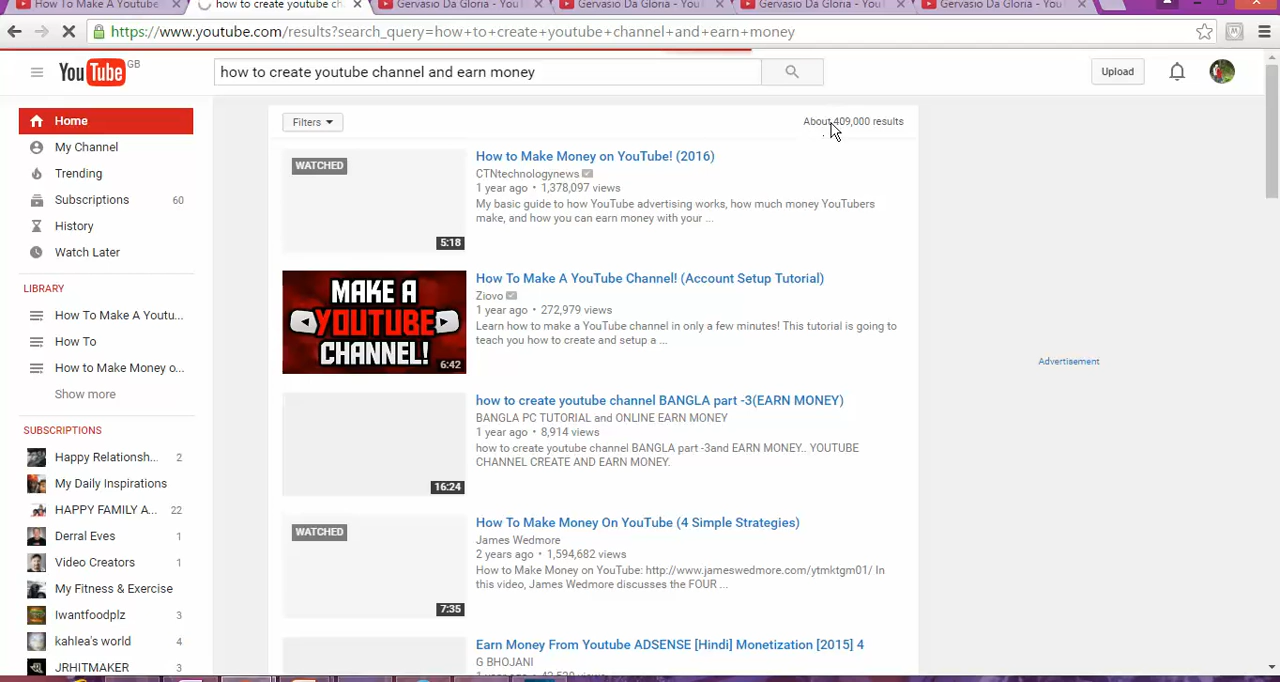 How To Make A Youtube
how to create youtube ch
Gervasio Da Gloria - You
Gervasio Da Gloria - You
Gervasio Da Gloria - You
Gervasio Da Gloria - You
https://www.youtube.com/results?search_query=how+to+create+youtube+channel+and+earn+money
YouTube GB
how to create youtube channel and earn money
Upload
Home
My Channel
Trending
Subscriptions 60
History
Watch Later
LIBRARY
How To Make A Youtu...
How To
How to Make Money o...
Show more
SUBSCRIPTIONS
Happy Relationsh... 2
My Daily Inspirations
HAPPY FAMILY A... 22
Derral Eves 1
Video Creators 1
My Fitness & Exercise
Iwantfoodplz 3
kahlea's world 4
JRHITMAKER 3
Filters
About 409,000 results
WATCHED
5:18
How to Make Money on YouTube! (2016)
CTNtechnologynews
1 year ago • 1,378,097 views
My basic guide to how YouTube advertising works, how much money YouTubers
make, and how you can earn money with your ...
MAKE A
YOUTUBE
CHANNEL!
6:42
How To Make A YouTube Channel! (Account Setup Tutorial)
Ziovo
1 year ago • 272,979 views
Learn how to make a YouTube channel in only a few minutes! This tutorial is going to
teach you how to create and setup a ...
16:24
how to create youtube channel BANGLA part -3(EARN MONEY)
BANGLA PC TUTORIAL and ONLINE EARN MONEY
1 year ago • 8,914 views
how to create youtube channel BANGLA part -3and EARN MONEY.. YOUTUBE
CHANNEL CREATE AND EARN MONEY.
WATCHED
7:35
How To Make Money On YouTube (4 Simple Strategies)
James Wedmore
2 years ago • 1,594,682 views
How to Make Money on YouTube: http://www.jameswedmore.com/ytmktgm01/ In
this video, James Wedmore discusses the FOUR ...
Earn Money From Youtube ADSENSE [Hindi] Monetization [2015] 4
G BHOJANI
Advertisement